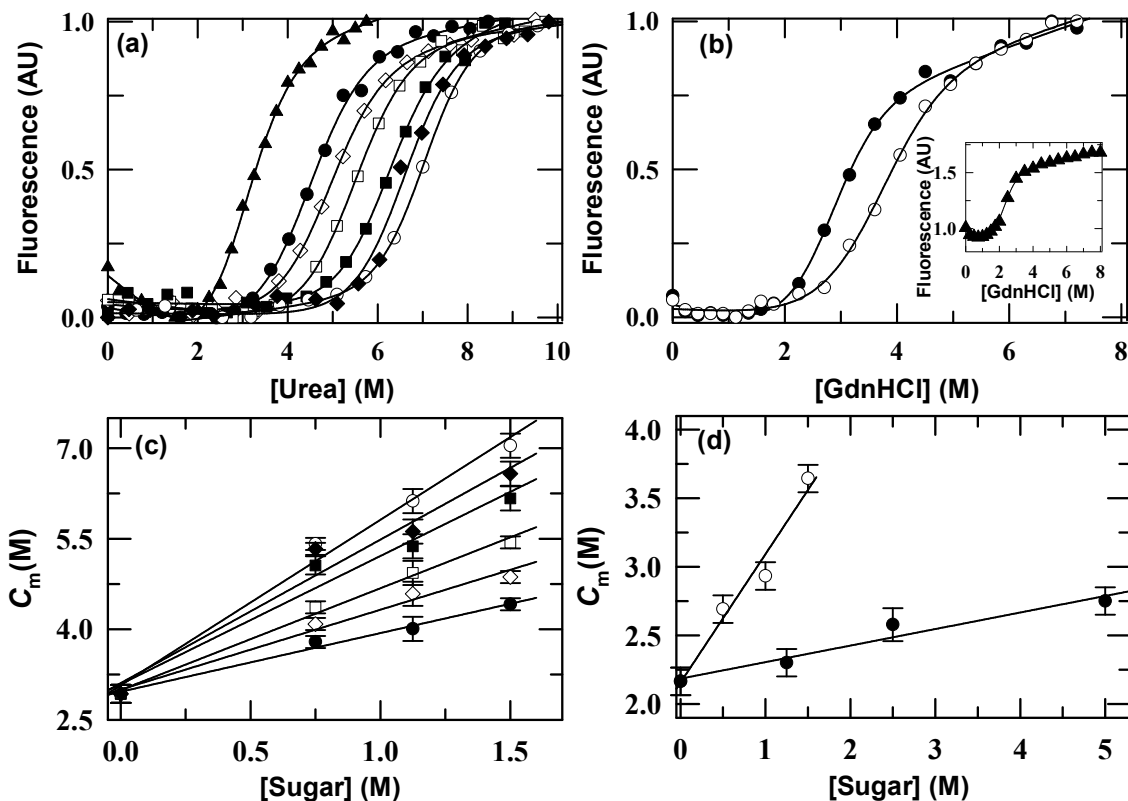 (a)
Fluorescence (AU)
1.0
0.5
0.0
0 2 4 6 8 10
[Urea] (M)
(b)
Fluorescence (AU)
1.0
0.5
0.0
0 2 4 6 8
[GdnHCl] (M)
Fluorescence (AU)
1.5
1.0
0 2 4 6 8
[GdnHCl] (M)
(c)
Cm(M)
7.0
5.5
4.0
2.5
0.0 0.5 1.0 1.5
[Sugar] (M)
(d)
Cm(M)
4.0
3.5
3.0
2.5
2.0
0 1 2 3 4 5
[Sugar] (M)